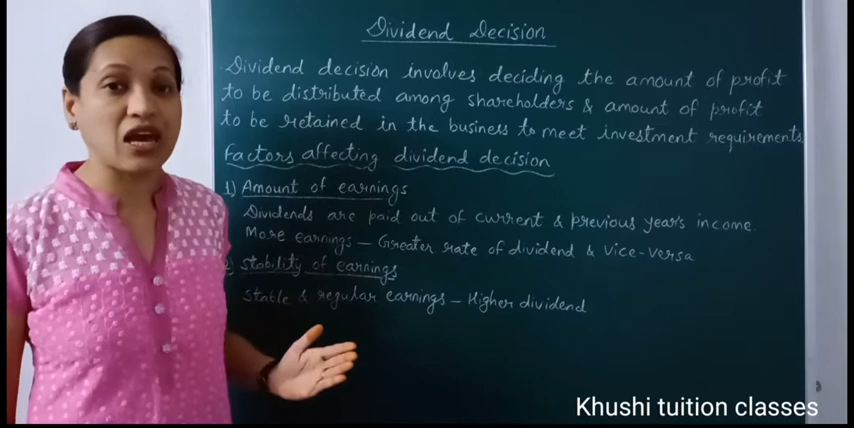 Dividend Decision
Dividend decision involves deciding the amount of profit
to be distributed among shareholders & amount of profit
to be retained in the business to meet investment requirements.
Factors affecting dividend decision
1) Amount of earnings
Dividends are paid out of current & previous year's income.
More earnings – Greater rate of dividend & vice-versa
2) Stability of earnings
Stable & regular earnings – Higher dividend
Khushi tuition classes